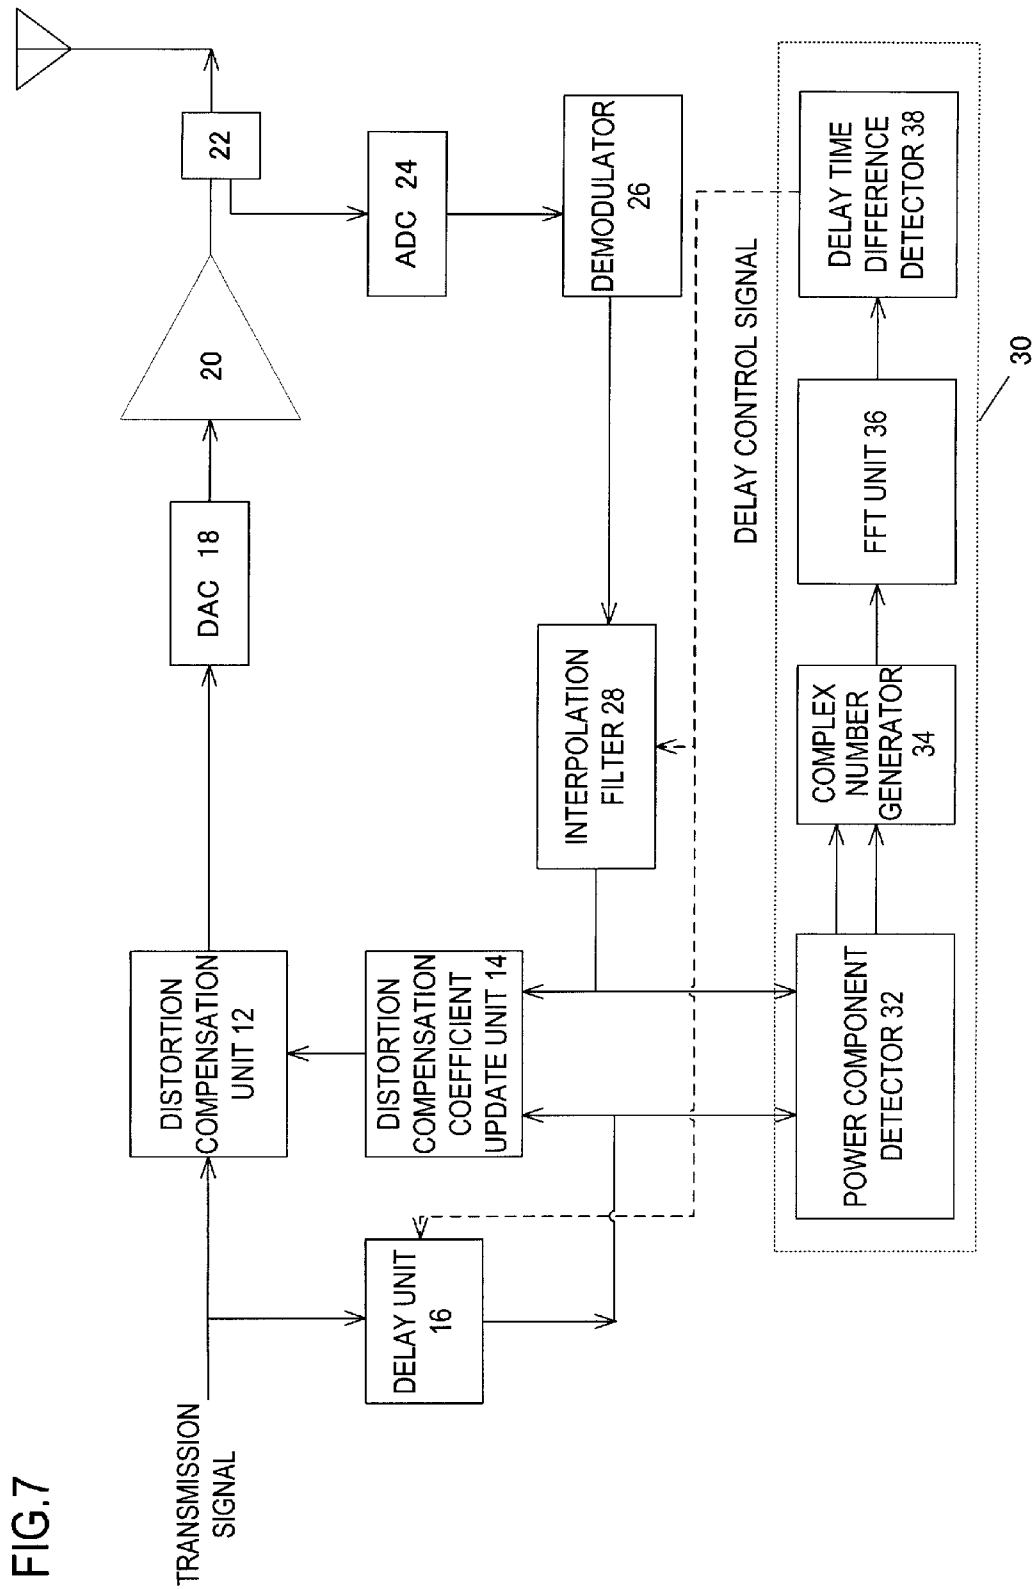 FIG.7
TRANSMISSION
SIGNAL
DISTORTION
COMPENSATION
UNIT 12
DAC 18
20
22
DELAY UNIT
16
DISTORTION
COMPENSATION
COEFFICIENT
UPDATE UNIT 14
ADC 24
INTERPOLATION
FILTER 28
DEMODULATOR
26
DELAY CONTROL SIGNAL
POWER COMPONENT
DETECTOR 32
COMPLEX
NUMBER
GENERATOR
34
FFT UNIT 36
DELAY TIME
DIFFERENCE
DETECTOR 38
30